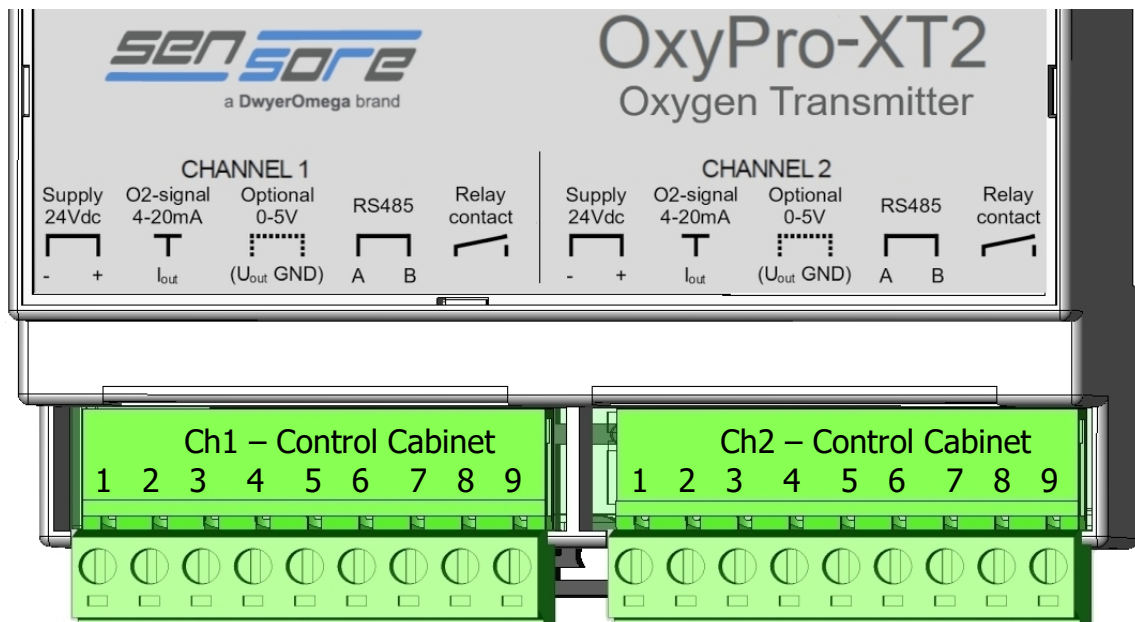 sensore
a DwyerOmega brand
OxyPro-XT2
Oxygen Transmitter
CHANNEL 1
Supply O2-signal Optional RS485 Relay
24Vdc 4-20mA 0-5V contact
- + Iout (Uout GND) A B
CHANNEL 2
Supply O2-signal Optional RS485 Relay
24Vdc 4-20mA 0-5V contact
- + Iout (Uout GND) A B
Ch1 – Control Cabinet
1 2 3 4 5 6 7 8 9
Ch2 – Control Cabinet
1 2 3 4 5 6 7 8 9